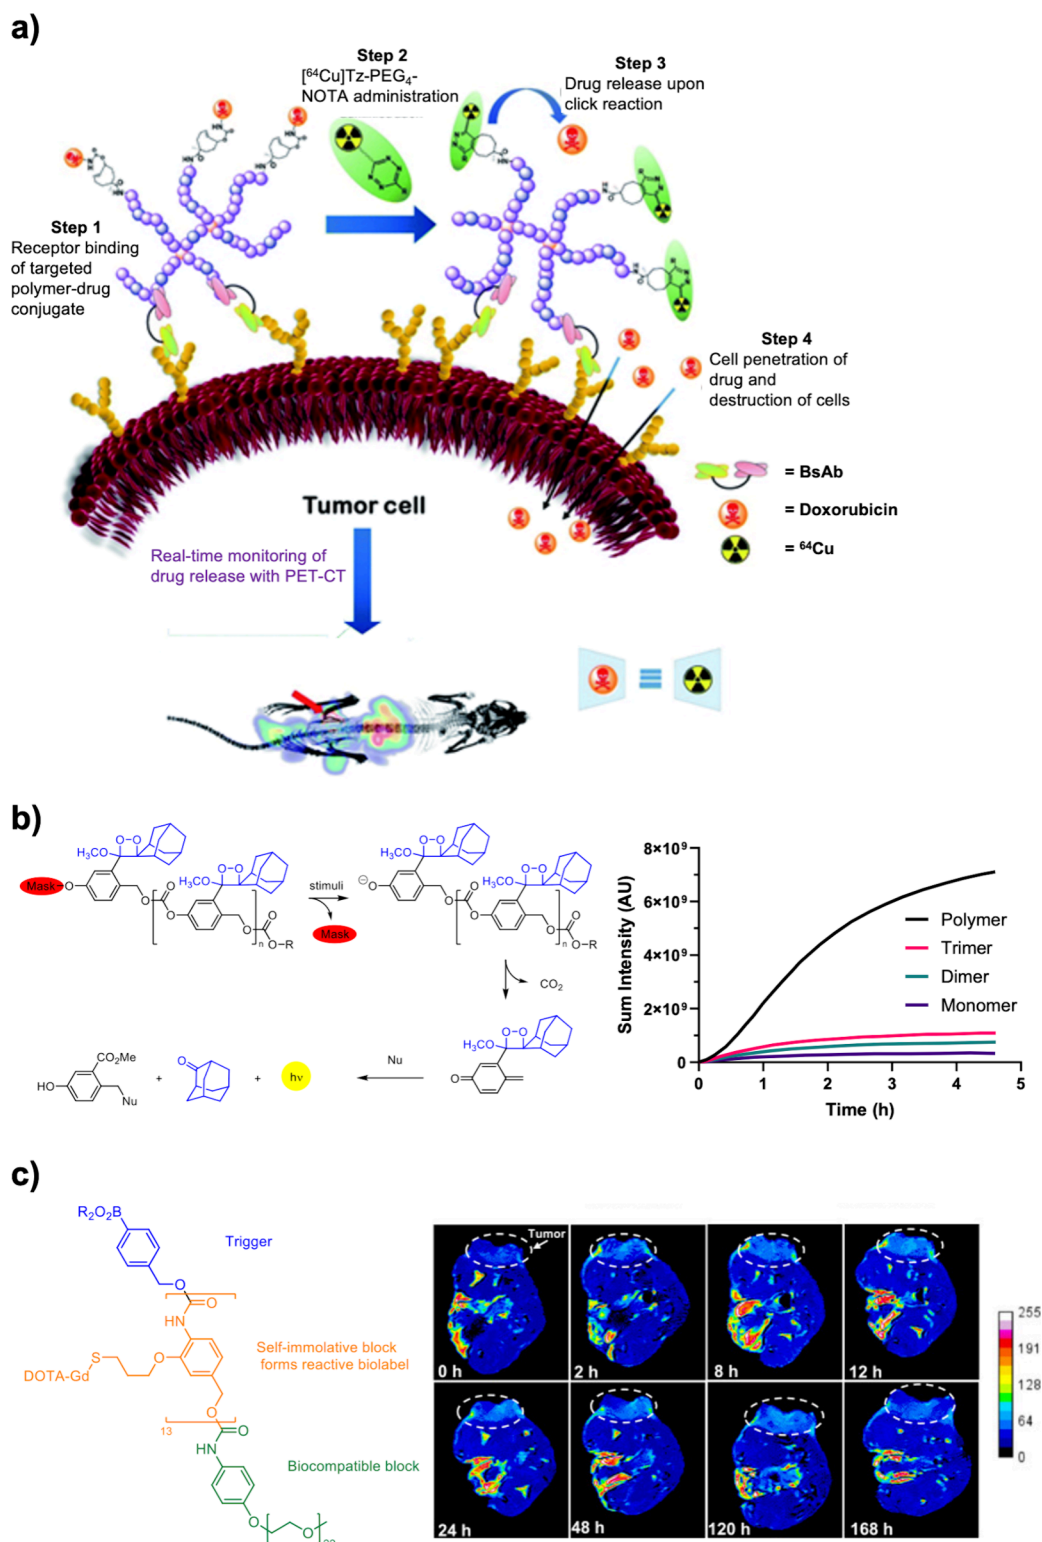 a)
Step 1
Receptor binding
of targeted
polymer-drug
conjugate
Step 2
[⁶⁴Cu]Tz-PEG₄-
NOTA administration
Step 3
Drug release upon
click reaction
Step 4
Cell penetration of
drug and
destruction of cells
= BsAb
= Doxorubicin
= ⁶⁴Cu
Tumor cell
Real-time monitoring of
drug release with PET-CT
b)
H₃CO
O-O
H₃CO
O-O
Mask
O
O
O
O
O
n
O
O-R
stimuli
Mask
H₃CO
O-O
H₃CO
O-O
⊖
O
O
O
O
O
n
O
O-R
CO₂
H₃CO
O-O
O
Nu
CO₂Me
HO
Nu
+
O
+
hν
Sum Intensity (AU)
8×10⁹
6×10⁹
4×10⁹
2×10⁹
0
0 1 2 3 4 5
Time (h)
Polymer
Trimer
Dimer
Monomer
c)
R₂O₂B
Trigger
O
O
HN
Self-immolative block
forms reactive biolabel
S
O
DOTA-Gd
O
13
O
HN
Biocompatible block
O
O
Tumor
0 h
2 h
8 h
12 h
24 h
48 h
120 h
168 h
255
191
128
64
0